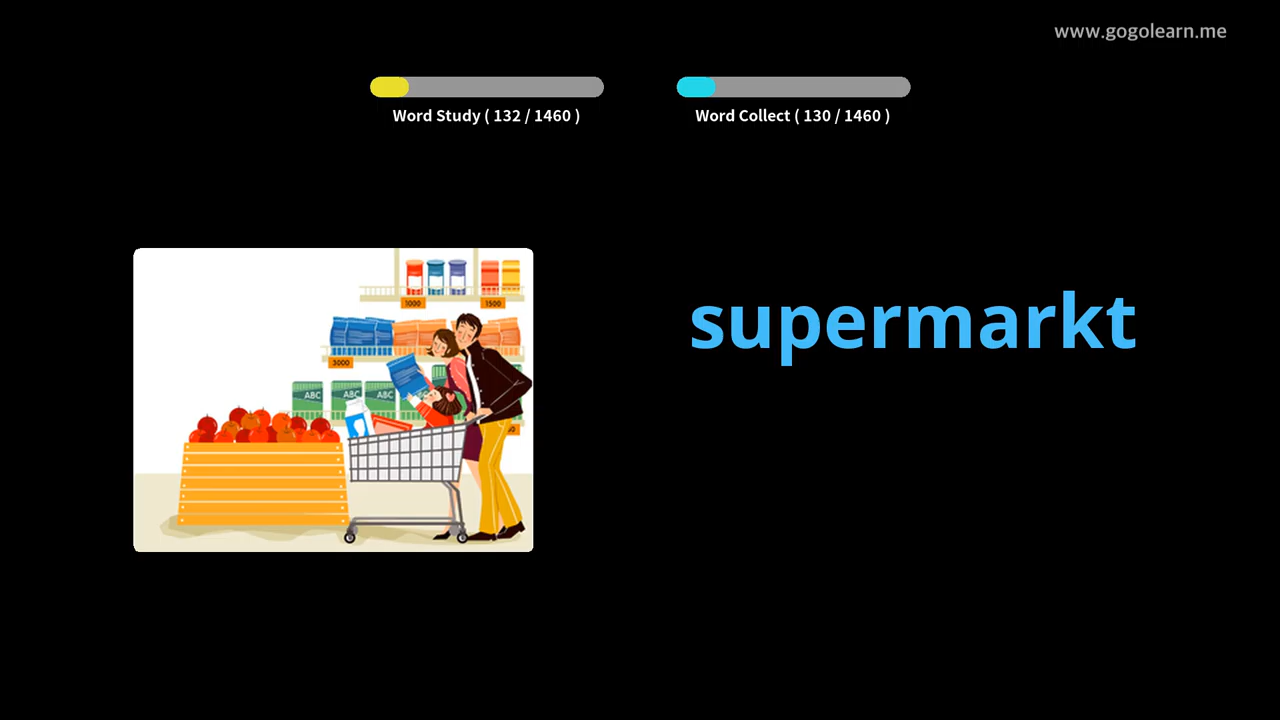 www.gogolearn.me
Word Study ( 132 / 1460 )
Word Collect ( 130 / 1460 )
supermarkt
1000
1500
3000
ABC
ABC
ABC